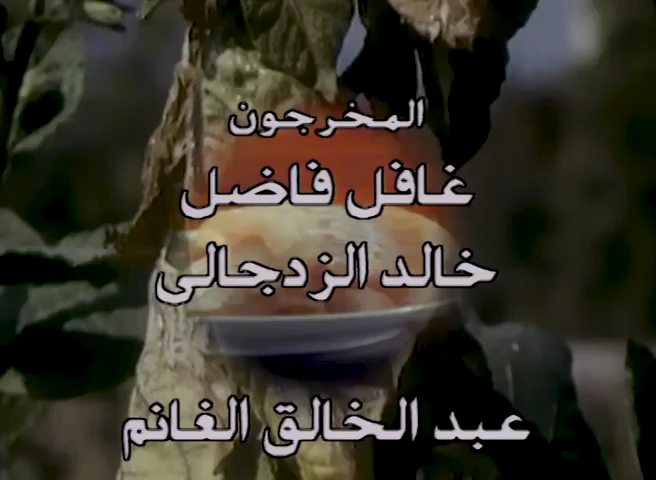 المخرجون
غافل فاضل
خالد الزدجالى
عبد الخالق الغانم